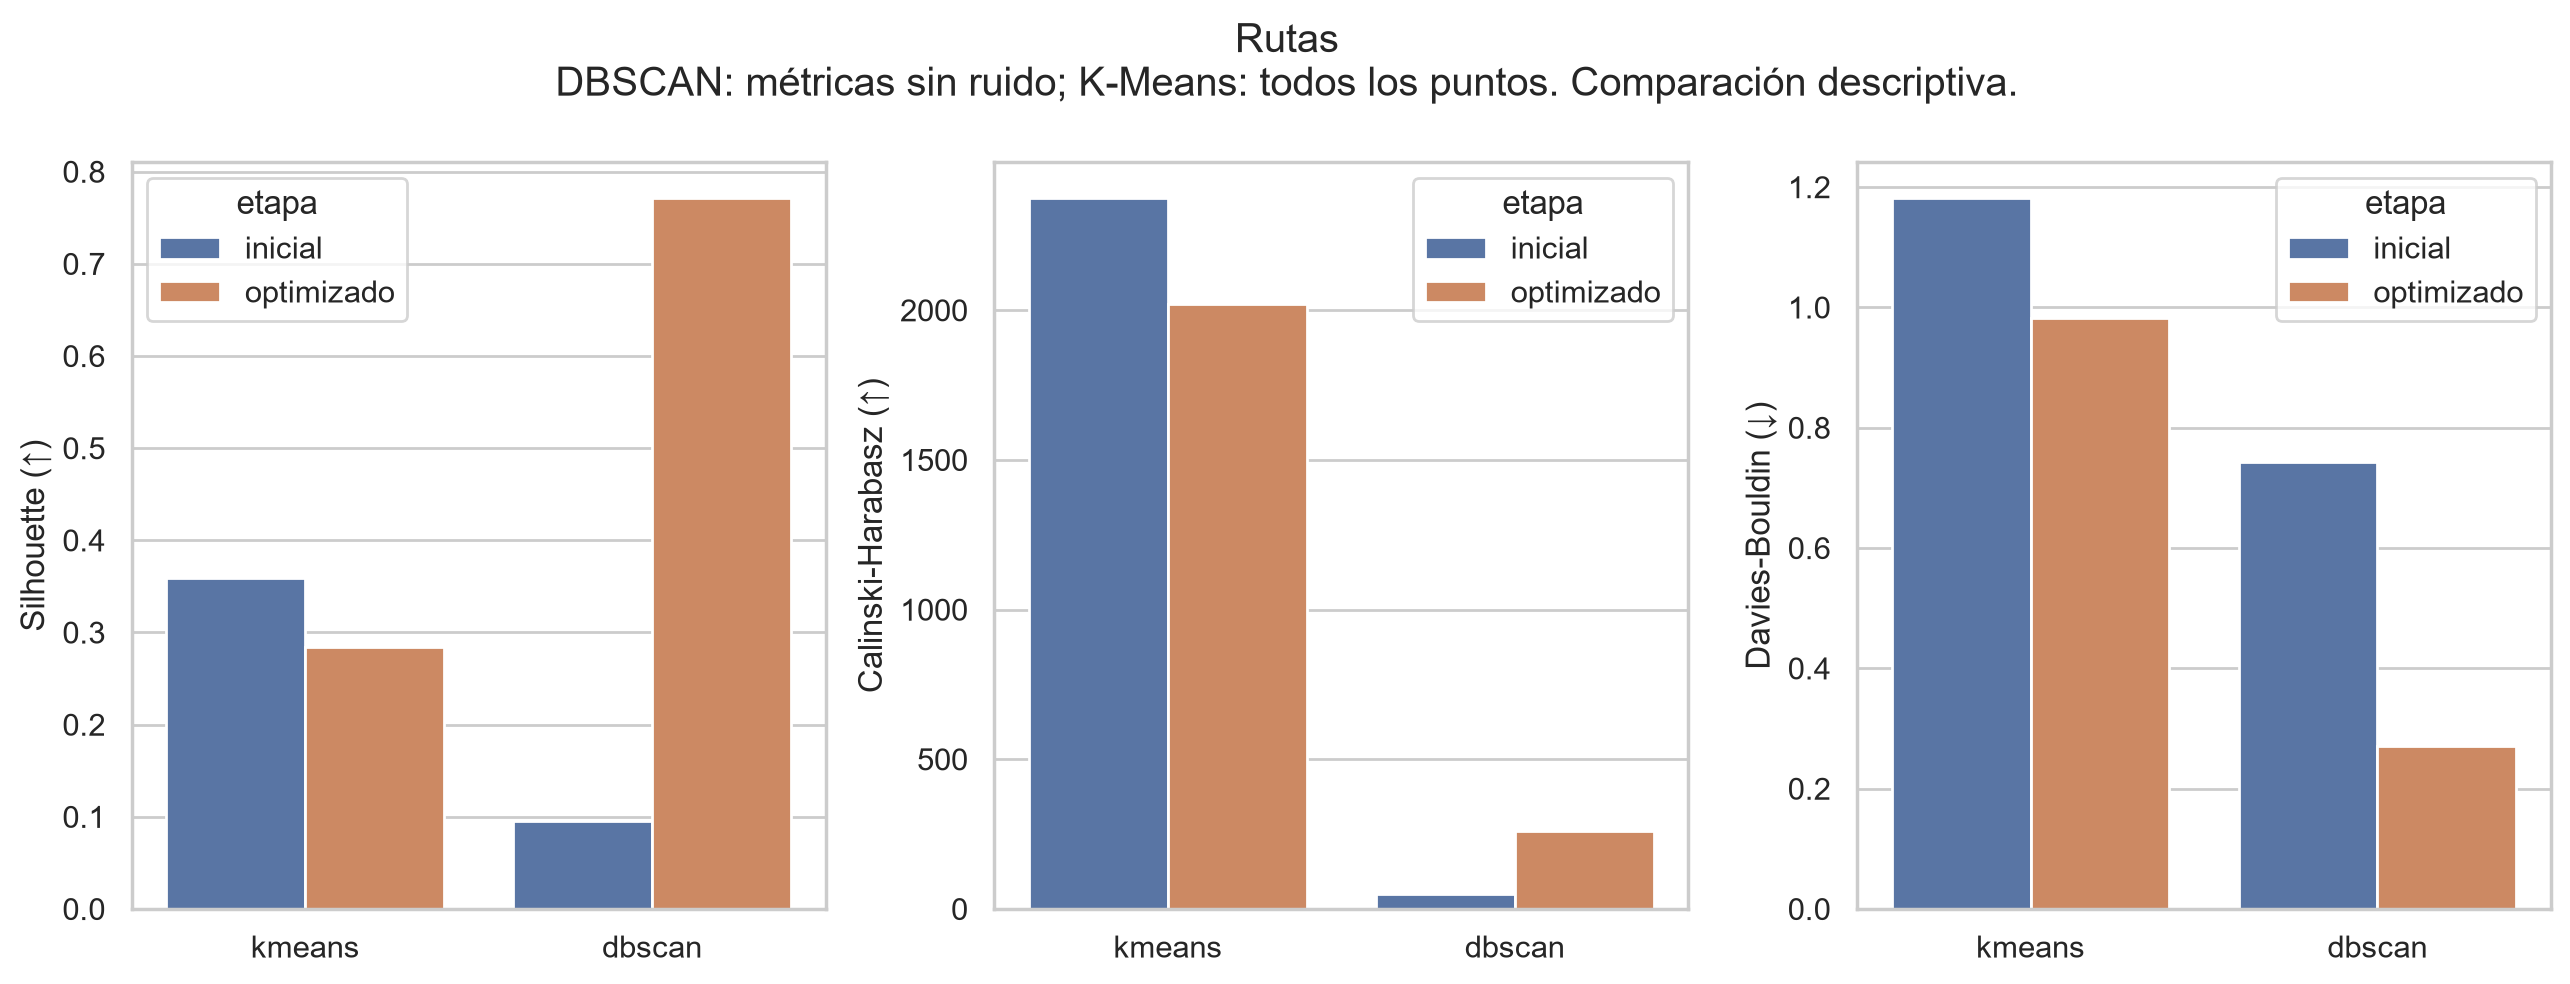 Rutas
DBSCAN: métricas sin ruido; K-Means: todos los puntos. Comparación descriptiva.
Silhouette (↑)
0.8
0.7
0.6
0.5
0.4
0.3
0.2
0.1
0.0
etapa
inicial
optimizado
kmeans
dbscan
Calinski-Harabasz (↑)
2000
1500
1000
500
0
etapa
inicial
optimizado
kmeans
dbscan
Davies-Bouldin (↓)
1.2
1.0
0.8
0.6
0.4
0.2
0.0
etapa
inicial
optimizado
kmeans
dbscan